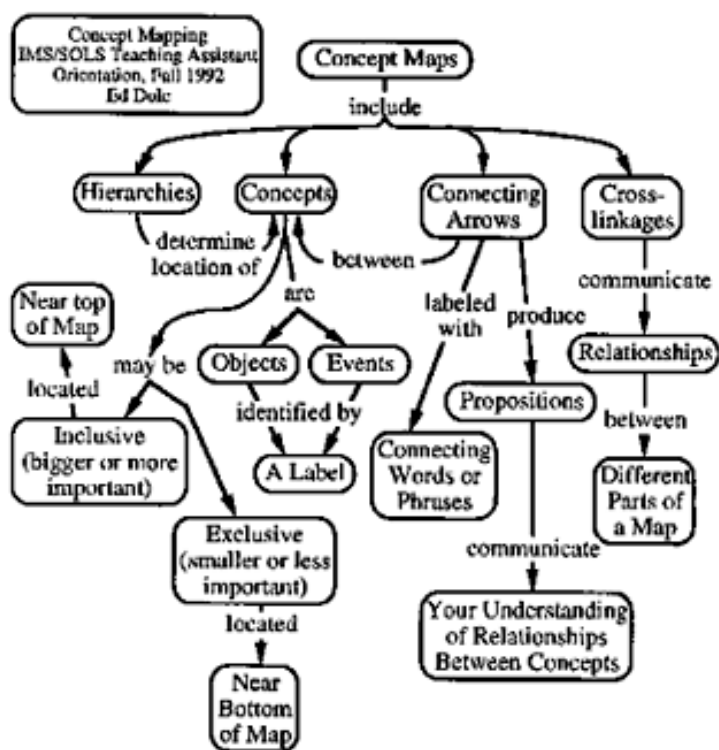 Concept Mapping
IMS/SOLS Teaching Assistant
Orientation, Fall 1992
Ed
Concept Maps
include
Hierarchies
Concepts
Connecting
Arrows
Cross-
linkages
determine
location of
between
communicate
Near top
of Map
are
labeled
with
produce
Relationships
located
may be
Objects
Events
Propositions
between
identified by
Inclusive
(bigger or more
important)
A Label
Connecting
Words or
Phrases
Different
Parts of
a Map
Exclusive
(smaller or less
important)
communicate
located
Your Understanding
of Relationships
Between Concepts
Near
Bottom
of Map